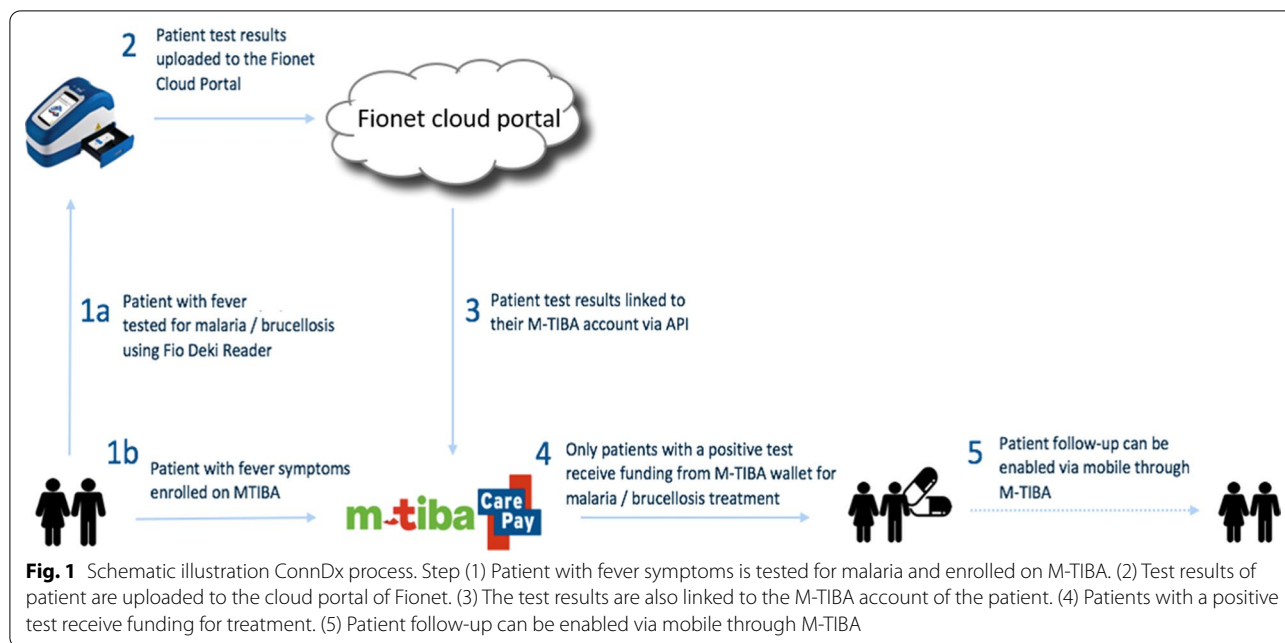 2
Patient test results
uploaded to the Fionet
Cloud Portal
Fionet cloud portal
1a
Patient with fever
tested for malaria / brucellosis
using Fio Deki Reader
3
Patient test results linked to
their M-TIBA account via API
1b
Patient with fever symptoms
enrolled on MTIBA
m-tiba
Care
Pay
4
Only patients with a positive test
receive funding from M-TIBA wallet for
malaria / brucellosis treatment
5
Patient follow-up can be
enabled via mobile through
M-TIBA
Fig. 1 Schematic illustration ConnDx process. Step (1) Patient with fever symptoms is tested for malaria and enrolled on M-TIBA. (2) Test results of
patient are uploaded to the cloud portal of Fionet. (3) The test results are also linked to the M-TIBA account of the patient. (4) Patients with a positive
test receive funding for treatment. (5) Patient follow-up can be enabled via mobile through M-TIBA